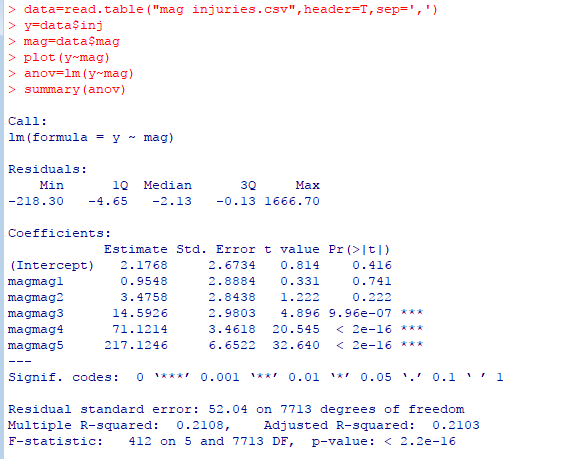 > data=read.table("mag injuries.csv",header=T,sep=',')
> y=data$inj
> mag=data$mag
> plot(y~mag)
> anov=lm(y~mag)
> summary(anov)
Call:
lm(formula = y ~ mag)
Residuals:
Min 1Q Median 3Q Max
-218.30 -4.65 -2.13 -0.13 1666.70
Coefficients:
Estimate Std. Error t value Pr(>|t|)
(Intercept) 2.1768 2.6734 0.814 0.416
magmag1 0.9548 2.8884 0.331 0.741
magmag2 3.4758 2.8438 1.222 0.222
magmag3 14.5926 2.9803 4.896 9.96e-07 ***
magmag4 71.1214 3.4618 20.545 < 2e-16 ***
magmag5 217.1246 6.6522 32.640 < 2e-16 ***
---
Signif. codes: 0 ‘***’ 0.001 ‘**’ 0.01 ‘*’ 0.05 ‘.’ 0.1 ‘ ’ 1
Residual standard error: 52.04 on 7713 degrees of freedom
Multiple R-squared: 0.2108, Adjusted R-squared: 0.2103
F-statistic: 412 on 5 and 7713 DF, p-value: < 2.2e-16